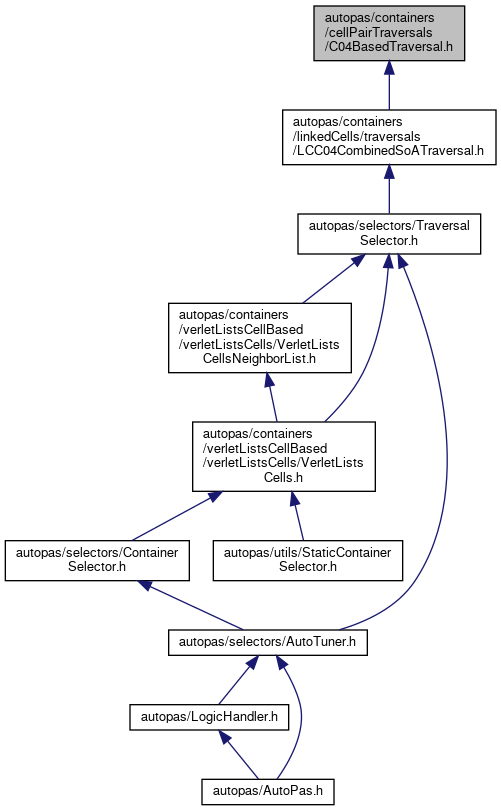 autopas/containers
/cellPairTraversals
/C04BasedTraversal.h
autopas/containers
/linkedCells/traversals
/LCC04CombinedSoATraversal.h
autopas/selectors/Traversal
Selector.h
autopas/containers
/verletListsCellBased
/verletListsCells/VerletLists
CellsNeighborList.h
autopas/containers
/verletListsCellBased
/verletListsCells/VerletLists
Cells.h
autopas/selectors/Container
Selector.h
autopas/utils/StaticContainer
Selector.h
autopas/selectors/AutoTuner.h
autopas/LogicHandler.h
autopas/AutoPas.h